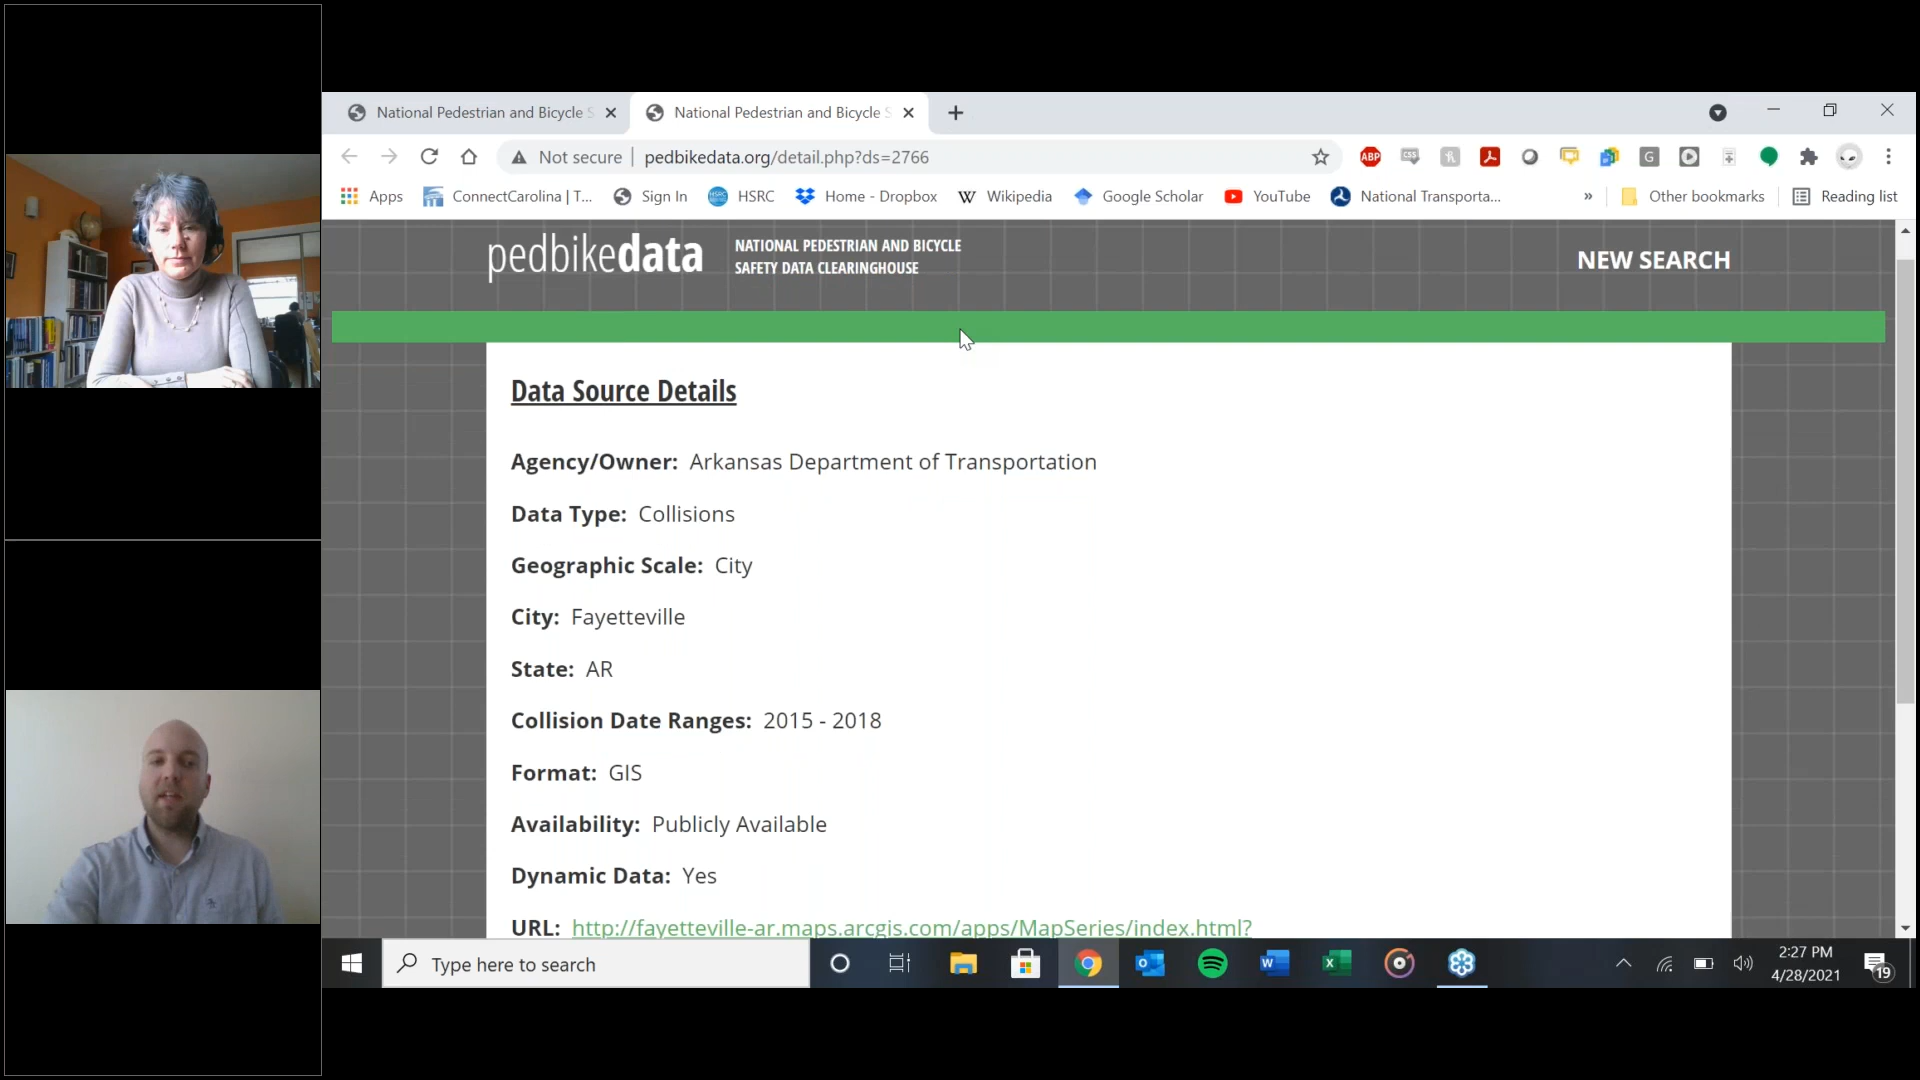 National Pedestrian and Bicycle S
National Pedestrian and Bicycle S
Not secure
pedbikedata.org/detail.php?ds=2766
ABP
CSS
G
Apps
ConnectCarolina | T...
Sign In
HSRC
Home - Dropbox
W Wikipedia
Google Scholar
YouTube
National Transporta...
»
Other bookmarks
Reading list
pedbikedata
NATIONAL PEDESTRIAN AND BICYCLE
SAFETY DATA CLEARINGHOUSE
NEW SEARCH
Data Source Details
Agency/Owner: Arkansas Department of Transportation
Data Type: Collisions
Geographic Scale: City
City: Fayetteville
State: AR
Collision Date Ranges: 2015 - 2018
Format: GIS
Availability: Publicly Available
Dynamic Data: Yes
URL: http://fayetteville-ar.maps.arcgis.com/apps/MapSeries/index.html?
Type here to search
2:27 PM
4/28/2021
19